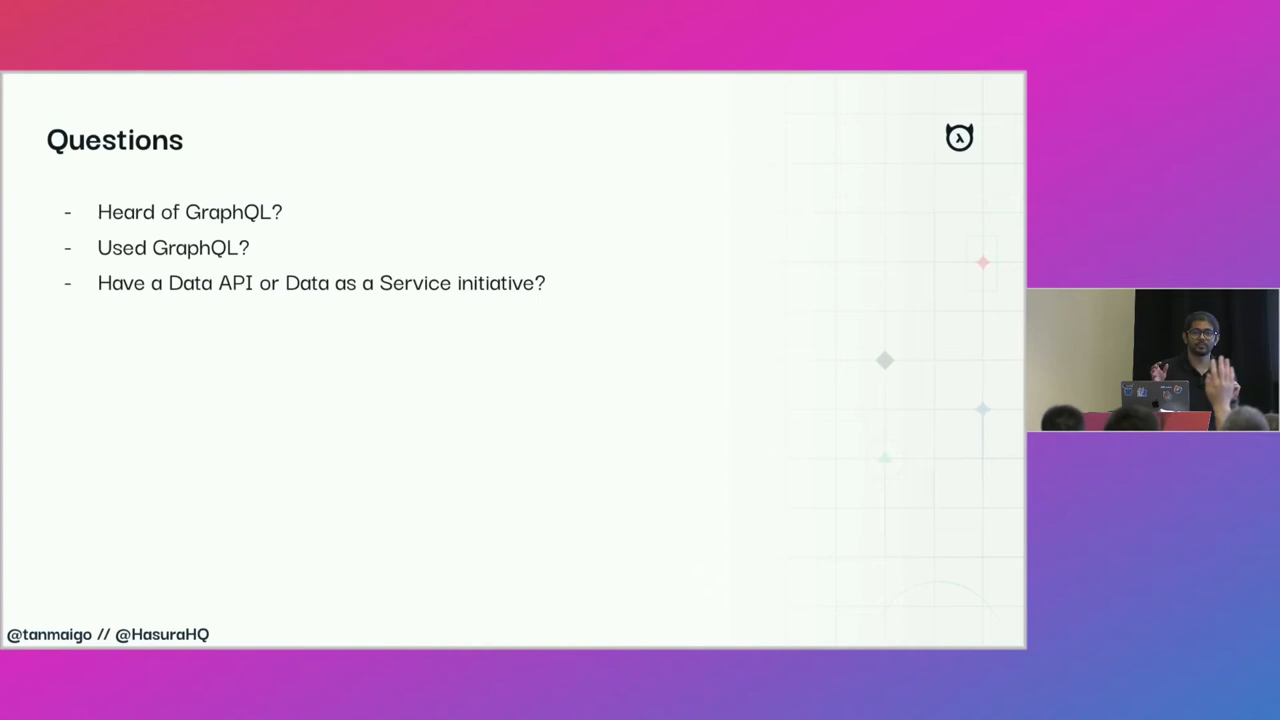 Questions
- Heard of GraphQL?
- Used GraphQL?
- Have a Data API or Data as a Service initiative?
@tanmaigo // @HasuraHQ